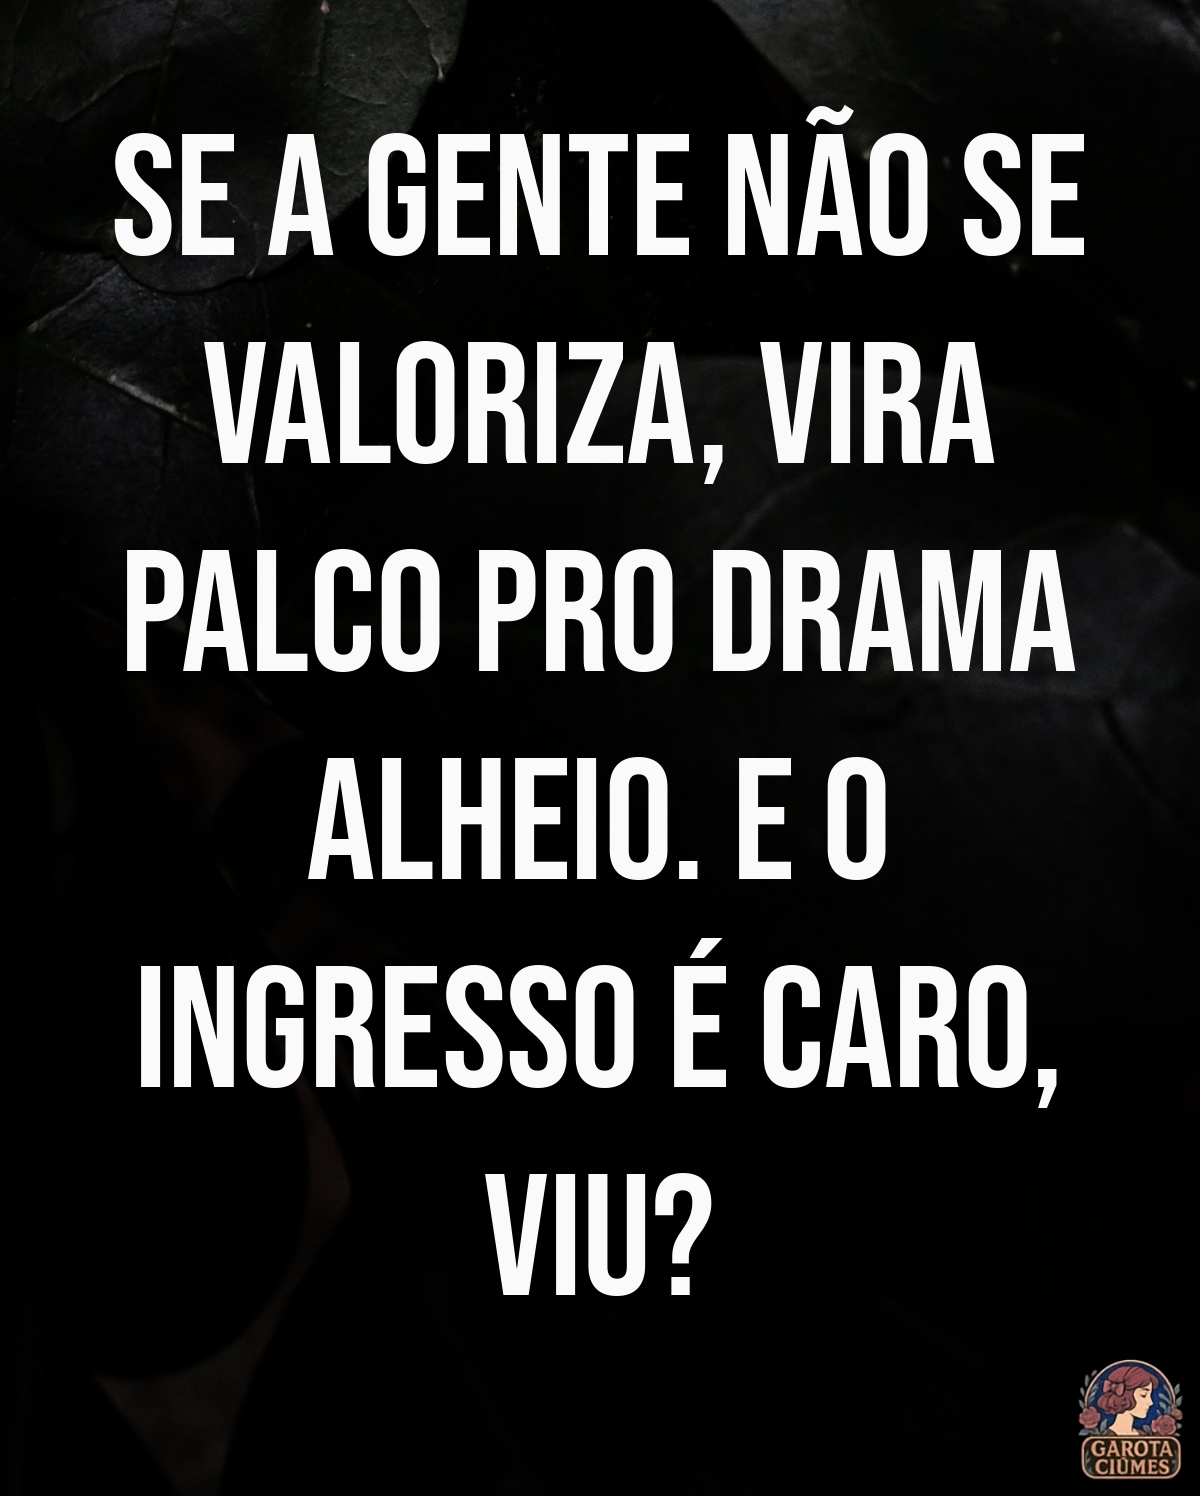 SE A GENTE NÃO SE
VALORIZA, VIRA
PALCO PRO DRAMA
ALHEIO. E O
INGRESSO É CARO,
VIU?
GAROTA
CIÚMES